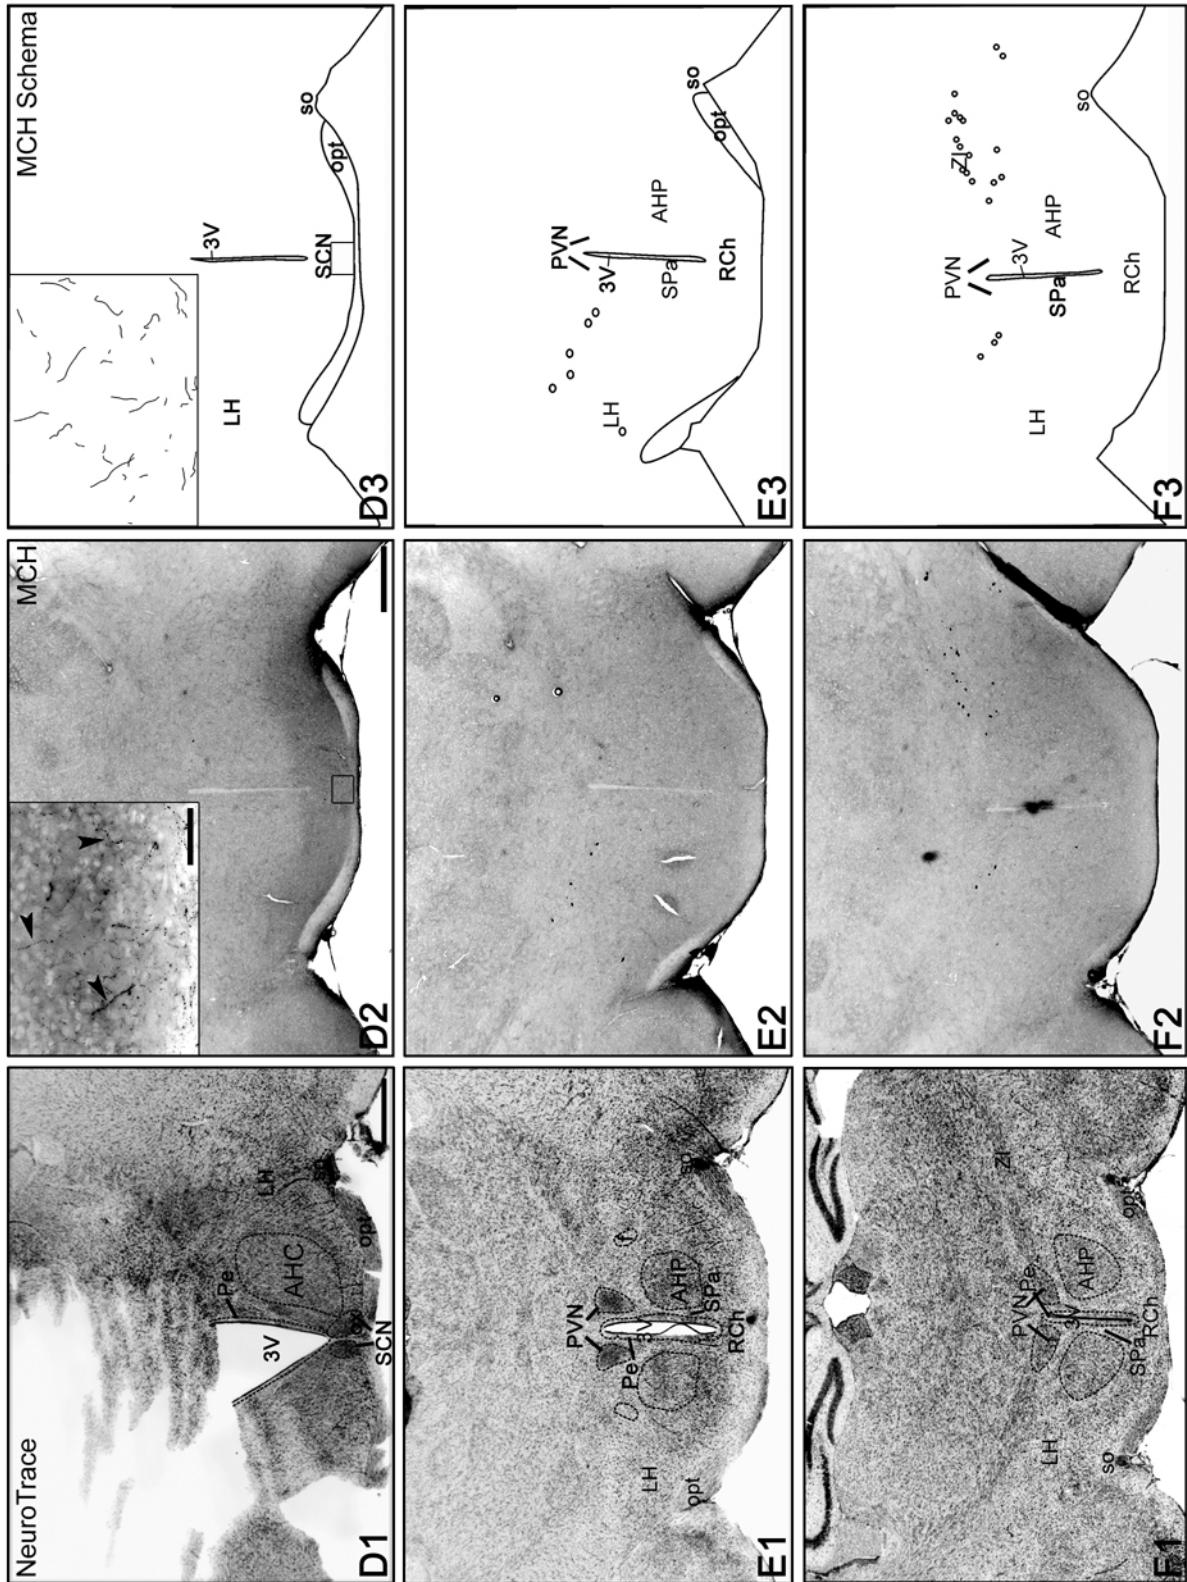 NeuroTrace
Pe
3V
LH
AHC
opt
SCN
D1
MCH
D2
MCH Schema
3V
LH
so
SCN
opt
D3
PVN
f
Pe
3V
LH
AHP
so
opt
SPa
RCh
E1
E2
PVN
3V
LH
SPa
AHP
so
opt
RCh
E3
ZI
PVN
Pe
3V
LH
AHP
SPa
RCh
so
opt
F1
F2
ZI
PVN
3V
LH
SPa
AHP
so
RCh
F3